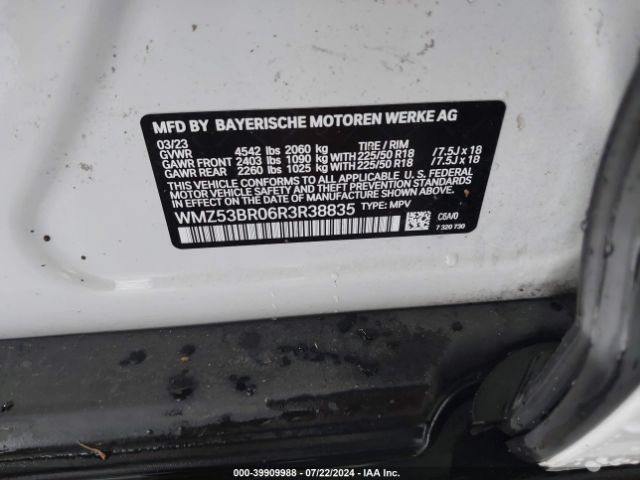 MFD BY BAYERISCHE MOTOREN WERKE AG
03/23 TIRE / RIM
GVWR 4542 lbs 2060 kg
GAWR FRONT 2403 lbs 1090 kg WITH 225/50 R18 /7.5J x 18
GAWR REAR 2260 lbs 1025 kg WITH 225/50 R18 /7.5J x 18
THIS VEHICLE CONFORMS TO ALL APPLICABLE U.S. FEDERAL
MOTOR VEHICLE SAFETY AND THEFT PREVENTION STANDARDS IN
EFFECT ON THE DATE OF MANUFACTURE SHOWN ABOVE.
WMZ53BR06R3R38835 TYPE: MPV
C6A/0
7 320 730
000-39909988 - 07/22/2024 - IAA Inc.